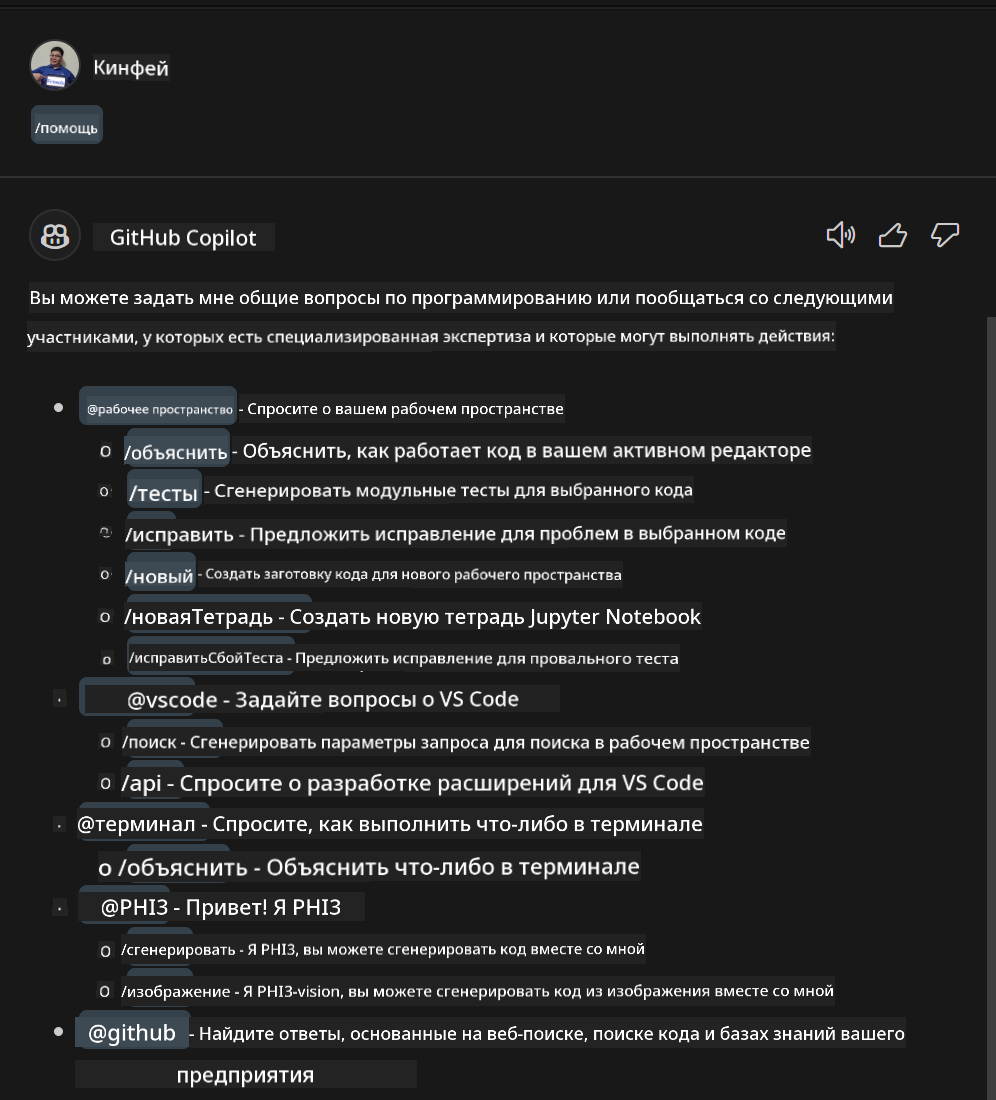 Кинфей
/помощь
GitHub Copilot
Вы можете задать мне общие вопросы по программированию или пообщаться со следующими
участниками, у которых есть специализированная экспертиза и которые могут выполнять действия:
@рабочее пространство - Спросите о вашем рабочем пространстве
/объяснить - Объяснить, как работает код в вашем активном редакторе
/тесты - Сгенерировать модульные тесты для выбранного кода
/исправить - Предложить исправление для проблем в выбранном коде
/новый - Создать заготовку кода для нового рабочего пространства
/новаяТетрадь - Создать новую тетрадь Jupyter Notebook
/исправитьСбойТеста - Предложить исправление для провального теста
@vscode - Задайте вопросы о VS Code
/поиск - Сгенерировать параметры запроса для поиска в рабочем пространстве
/api - Спросите о разработке расширений для VS Code
@терминал - Спросите, как выполнить что-либо в терминале
о /объяснить - Объяснить что-либо в терминале
@PHI3 - Привет! Я PHI3
/сгенерировать - Я PHI3, вы можете сгенерировать код вместе со мной
/изображение - Я PHI3-vision, вы можете сгенерировать код из изображения вместе со мной
@github - Найдите ответы, основанные на веб-поиске, поиске кода и базах знаний вашего
предприятия